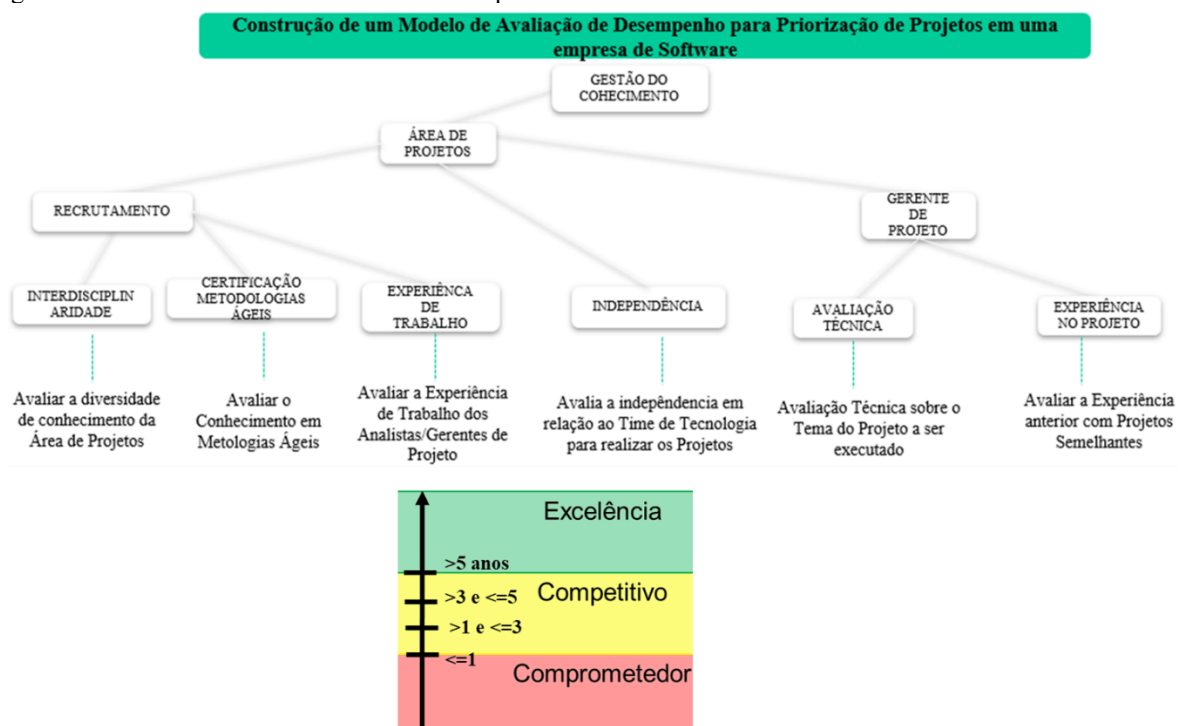 Construção de um Modelo de Avaliação de Desempenho para Priorização de Projetos em uma
empresa de Software
GESTÃO DO
COHECIMENTO
ÁREA DE
PROJETOS
RECRUTAMENTO
GERENTE
DE
PROJETO
INTERDISCIPLIN
ARIDADE
CERTIFICAÇÃO
METODOLOGIAS
ÁGEIS
EXPERIÊNCA
DE
TRABALHO
INDEPENDÊNCIA
AVALIAÇÃO
TÉCNICA
EXPERIÊNCIA
NO PROJETO
Avaliar a diversidade
de conhecimento da
Área de Projetos
Avaliar o
Conhecimento em
Metologias Ágeis
Avaliar a Experiência
de Trabalho dos
Analistas/Gerentes de
Projeto
Avalia a indepêndencia em
relação ao Time de Tecnologia
para realizar os Projetos
Avaliação Técnica sobre o
Tema do Projeto a ser
executado
Avaliar a Experiência
anterior com Projetos
Semelhantes
Excelência
>5 anos
>3 e <=5 Competitivo
>1 e <=3
<=1
Comprometedor